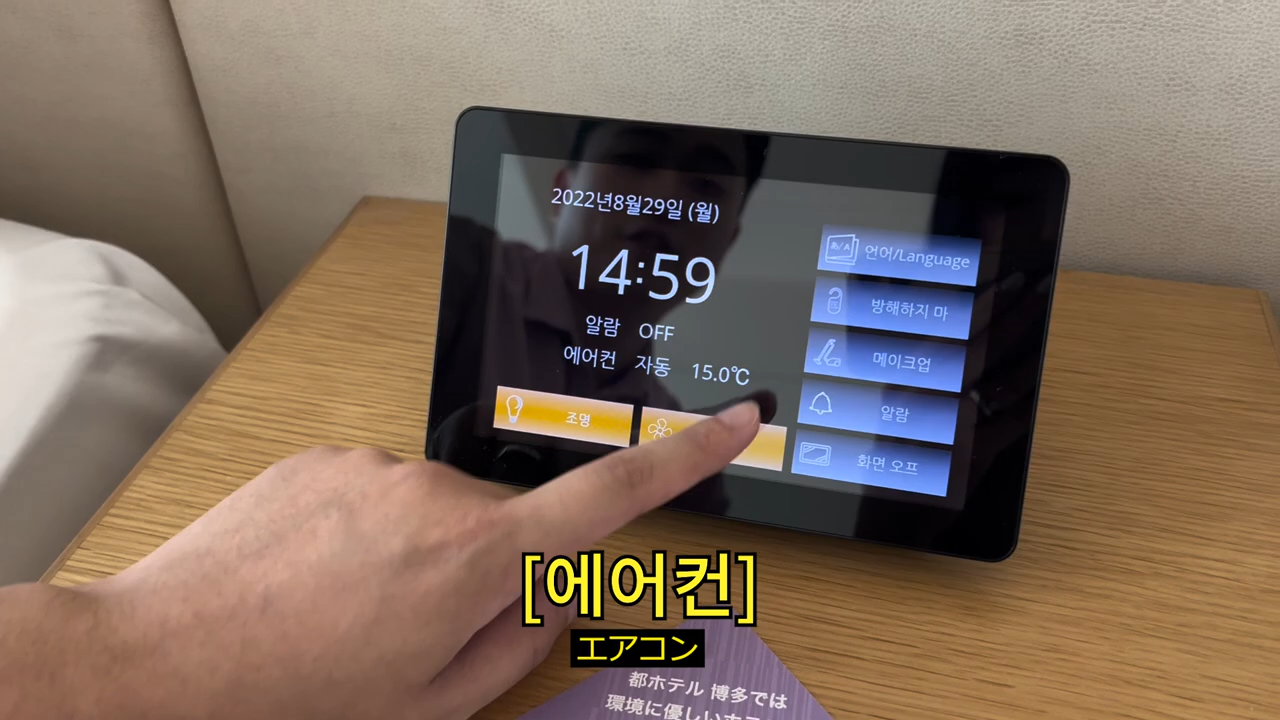 2022년8월29일 (월)
14:59
알람 OFF
에어컨 자동 15.0℃
조명
あ/A 언어/Language
방해하지 마
메이크업
알람
화면 오프
[에어컨]
エアコン
都ホテル 博多では
環境に優しいホテ